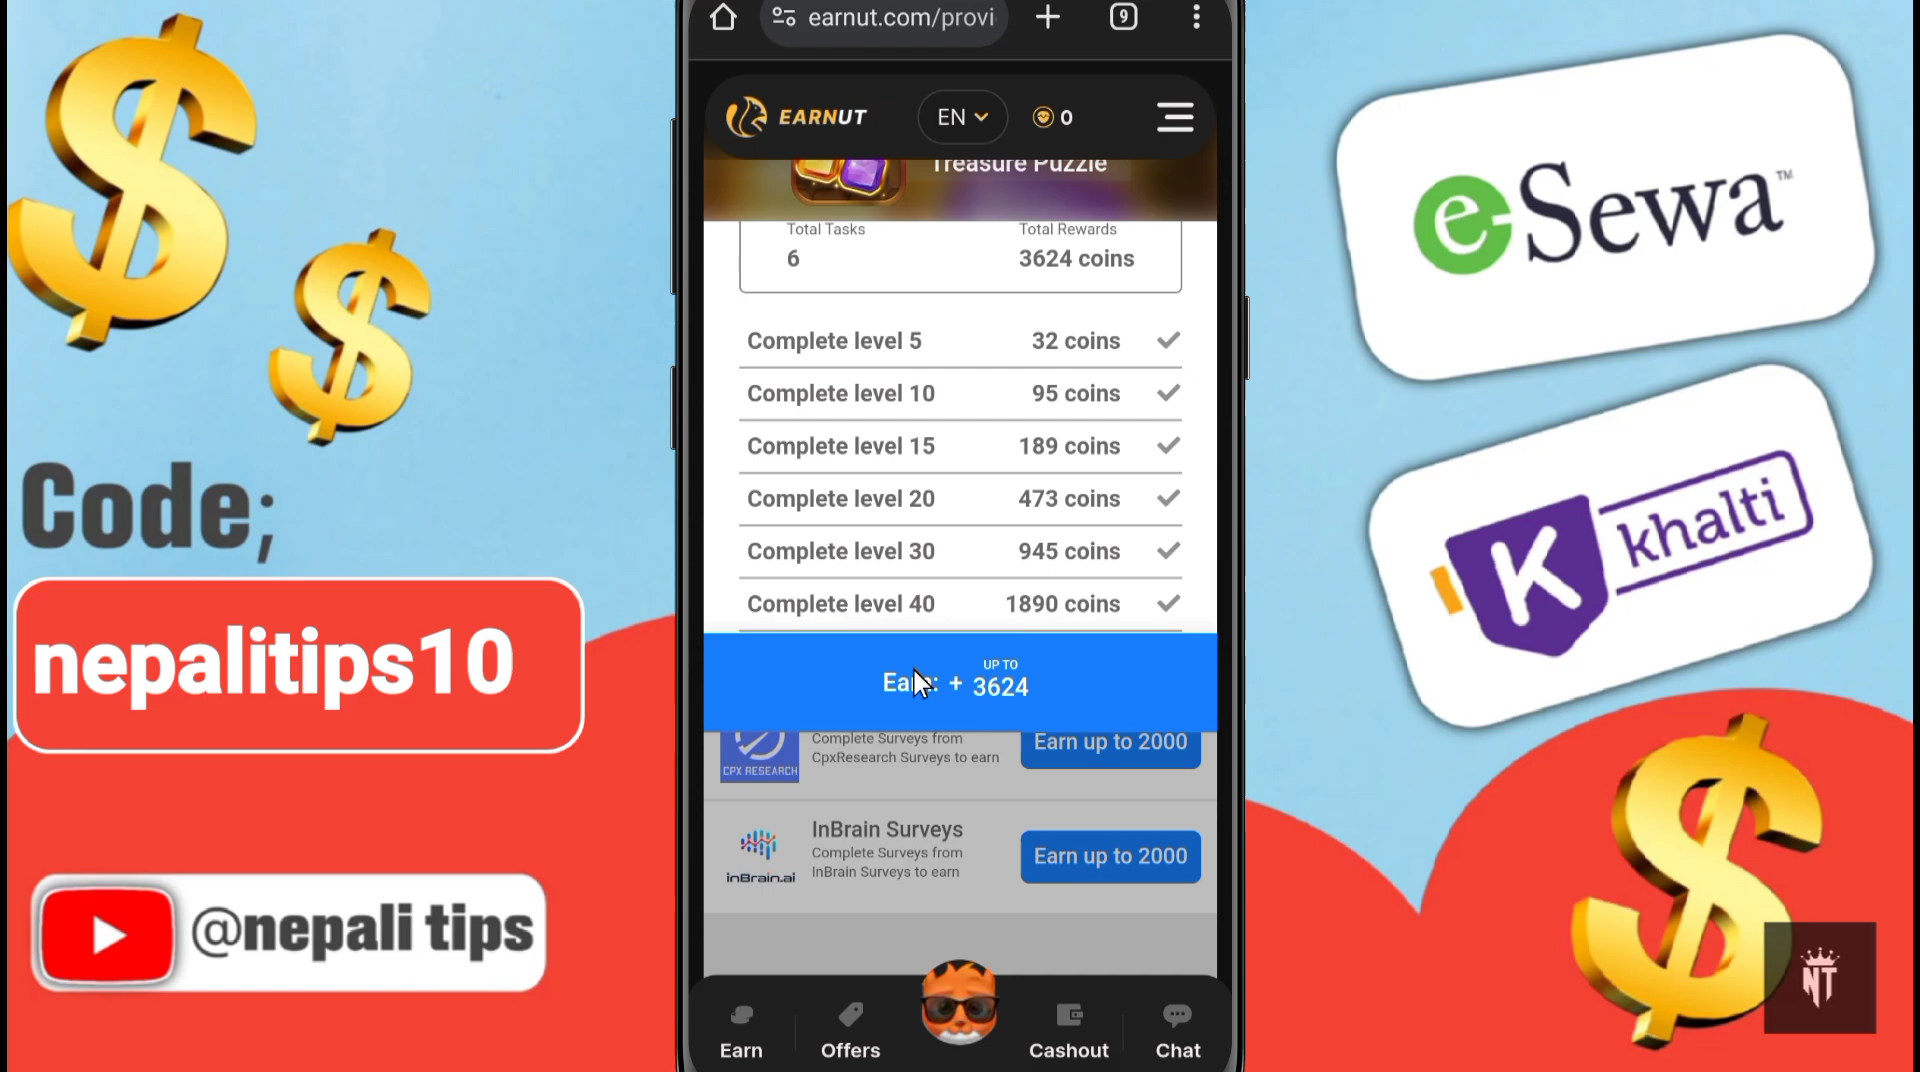 earnut.com/provi
9
EARNUT
EN
0
Treasure Puzzle
Total Tasks
Total Rewards
6
3624 coins
Complete level 5
32 coins
Complete level 10
95 coins
Complete level 15
189 coins
Complete level 20
473 coins
Complete level 30
945 coins
Complete level 40
1890 coins
UP TO
Earn: + 3624
Complete Surveys from
CpxResearch Surveys to earn
Earn up to 2000
CPX RESEARCH
InBrain Surveys
Complete Surveys from
InBrain Surveys to earn
Earn up to 2000
inBrain.ai
Earn
Offers
Cashout
Chat
Code;
nepalitips10
@nepali tips
eSewa™
K khalti
NT